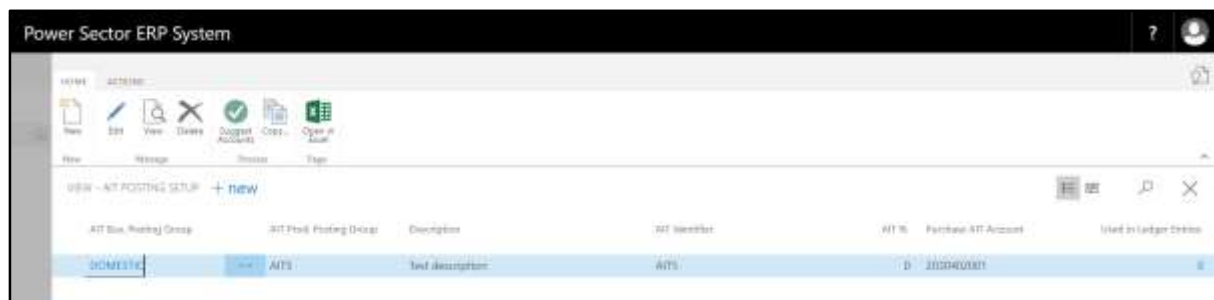 Power Sector ERP System ?
HOME ACTIONS
New Edit View Delete Suggest Accounts Copy... Open in Excel
New Manage Process Page
VIEW - AIT POSTING SETUP + new
AIT Bus. Posting Group AIT Prod. Posting Group Description AIT Identifier AIT % Purchase AIT Account Used in Ledger Entries
DOMESTIC AIT5 Test description AIT5 0 0